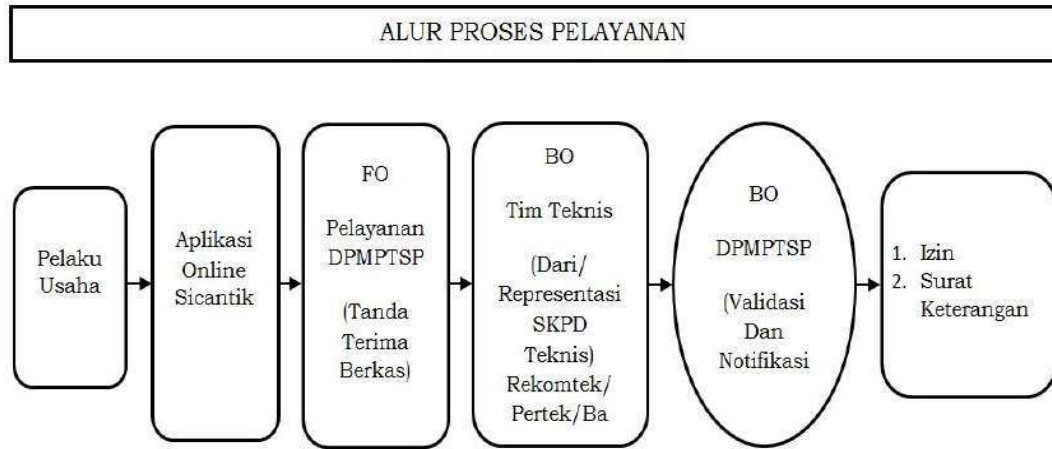 ALUR PROSES PELAYANAN
Pelaku
Usaha
Aplikasi
Online
Sicantik
FO
Pelayanan
DPMPTSP
(Tanda
Terima
Berkas)
BO
Tim Teknis
(Dari/
Representasi
SKPD
Teknis)
Rekomtek/
Pertek/Ba
BO
DPMPTSP
(Validasi
Dan
Notifikasi
1. Izin
2. Surat
Keterangan